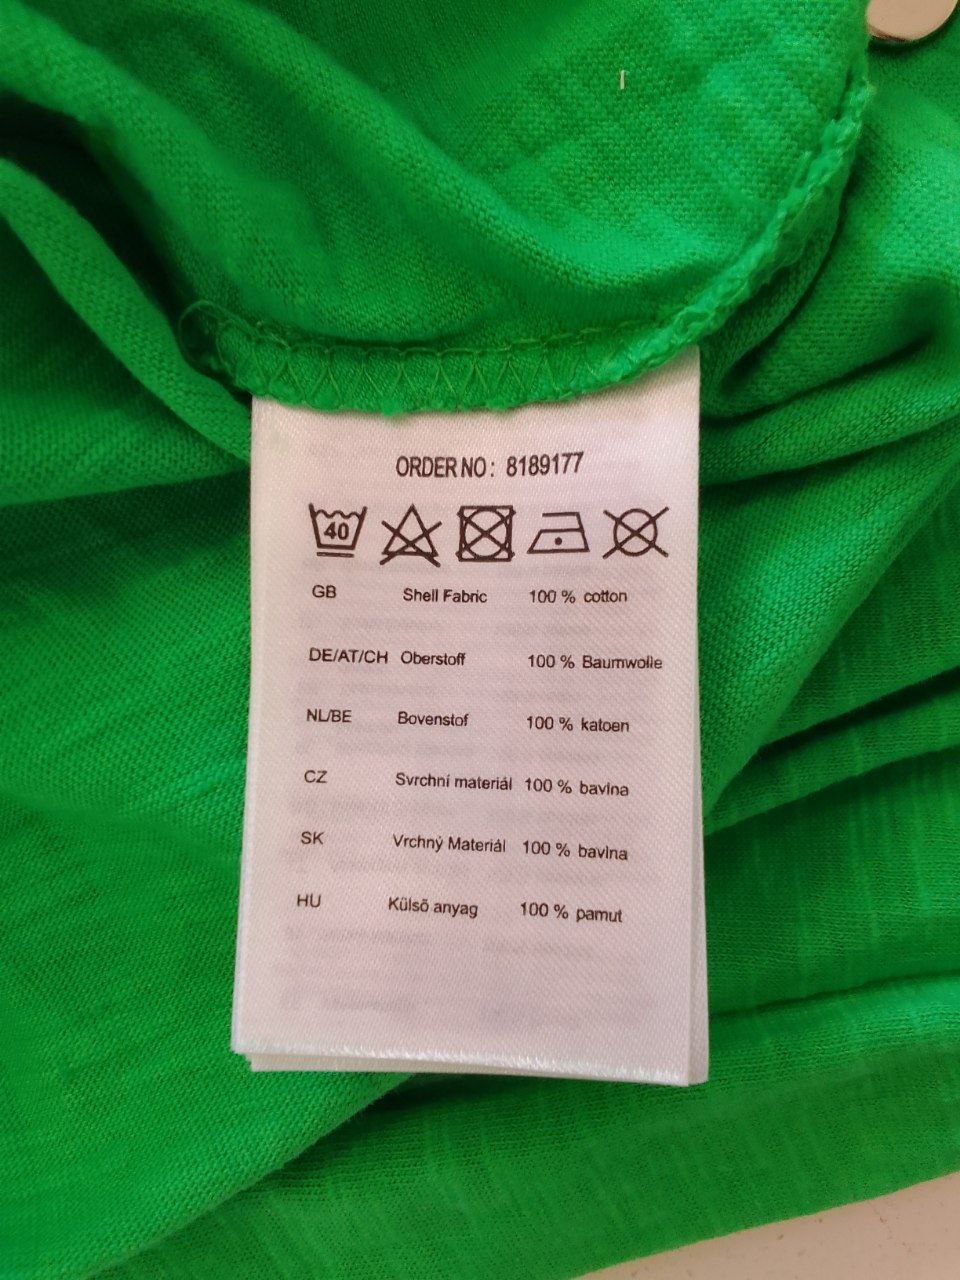 ORDER NO: 8189177
40
GB Shell Fabric 100 % cotton
DE/AT/CH Oberstoff 100 % Baumwolle
NL/BE Bovenstof 100 % katoen
CZ Svrchní materiál 100 % bavlna
SK Vrchný Materiál 100 % bavlna
HU Külső anyag 100 % pamut